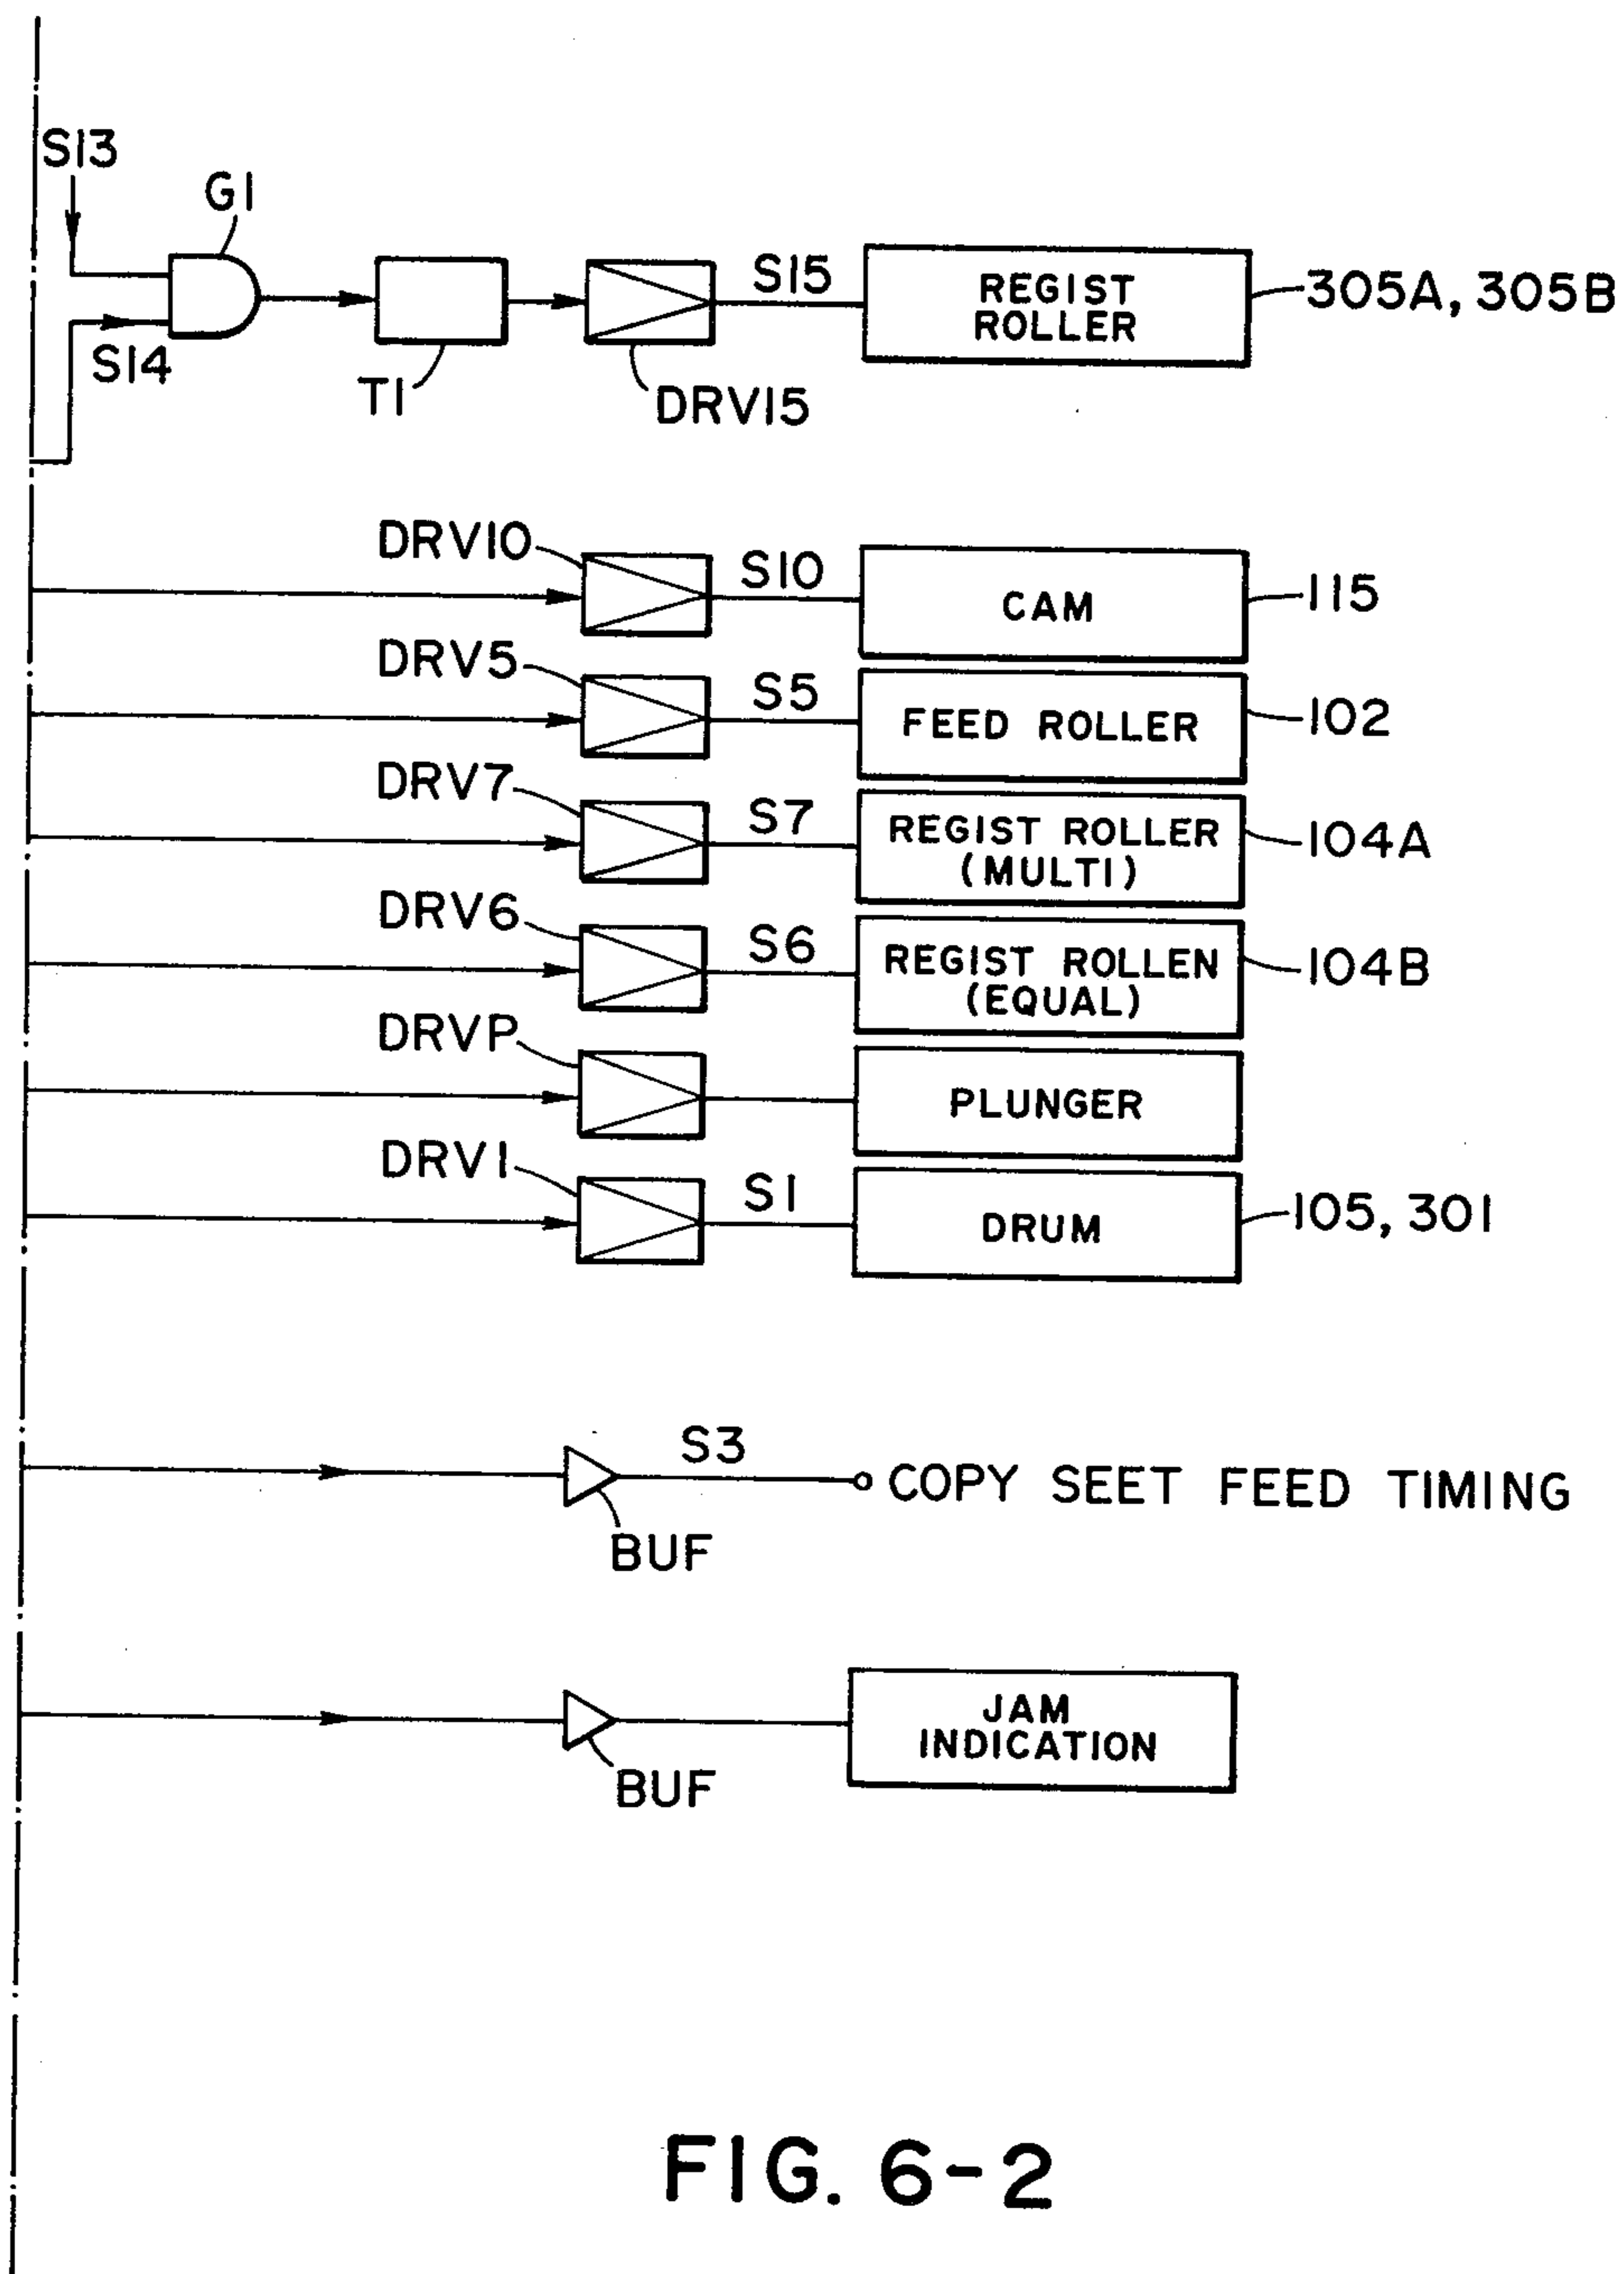 S13
G1
S14
T1
DRV15
S15
REGIST
ROLLER
305A, 305B
DRV10
S10
CAM
115
DRV5
S5
FEED ROLLER
102
DRV7
S7
REGIST ROLLER
(MULTI)
104A
DRV6
S6
REGIST ROLLEN
(EQUAL)
104B
DRVP
PLUNGER
DRV1
S1
DRUM
105, 301
S3
BUF
COPY SEET FEED TIMING
BUF
JAM
INDICATION
FIG. 6-2